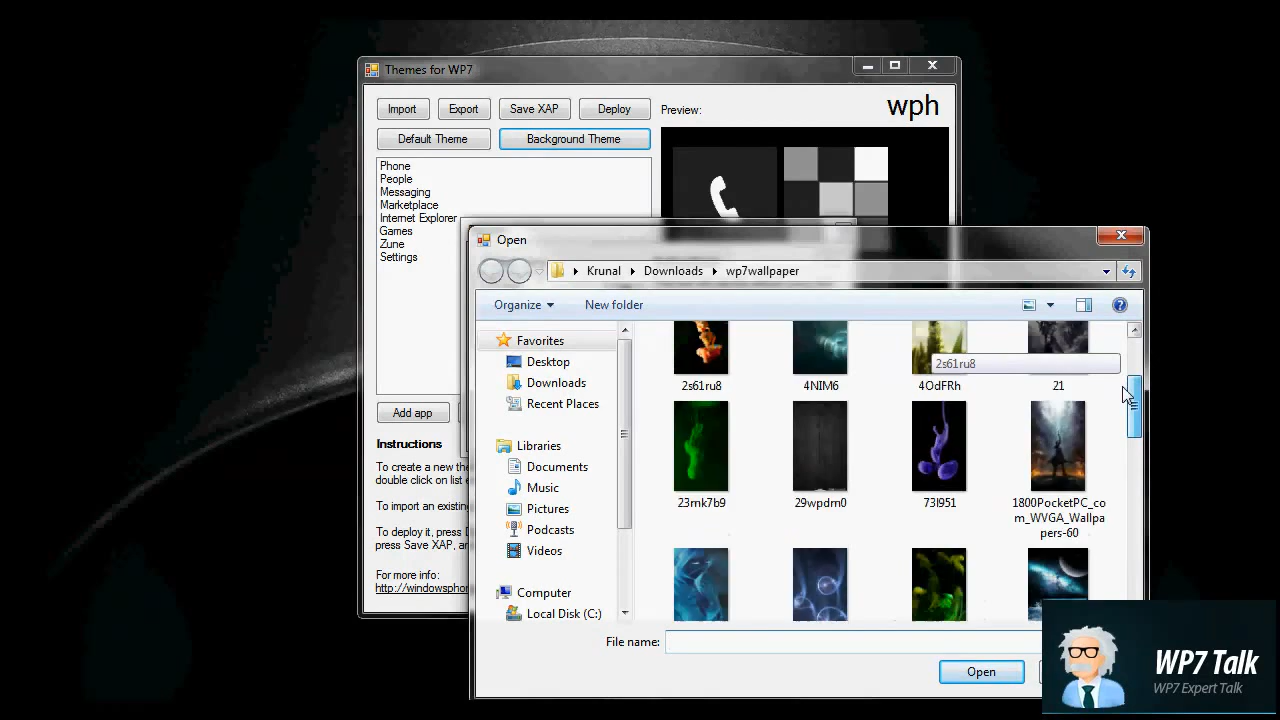 Themes for WP7
Import Export Save XAP Deploy Preview: wph
Default Theme Background Theme
Phone
People
Messaging
Marketplace
Internet Explorer
Games
Zune
Settings
Add app
Instructions
To create a new the
double click on list e
To import an existing
To deploy it, press D
press Save XAP, an
For more info:
http://windowsphon
Open
Krunal Downloads wp7wallpaper
Organize New folder
Favorites
Desktop
Downloads
Recent Places
Libraries
Documents
Music
Pictures
Podcasts
Videos
Computer
Local Disk (C:)
2s61ru8
2s61ru8 4NIM6 4OdFRh 21
23mk7b9 29wpdm0 73I951 1800PocketPC_co
m_WVGA_Wallpa
pers-60
File name:
Open
WP7 Talk
WP7 Expert Talk